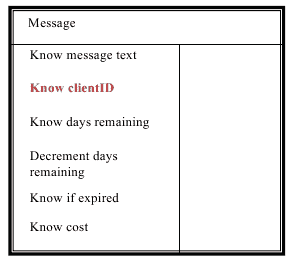 Message
Know message text
Know clientID
Know days remaining
Decrement days
remaining
Know if expired
Know cost